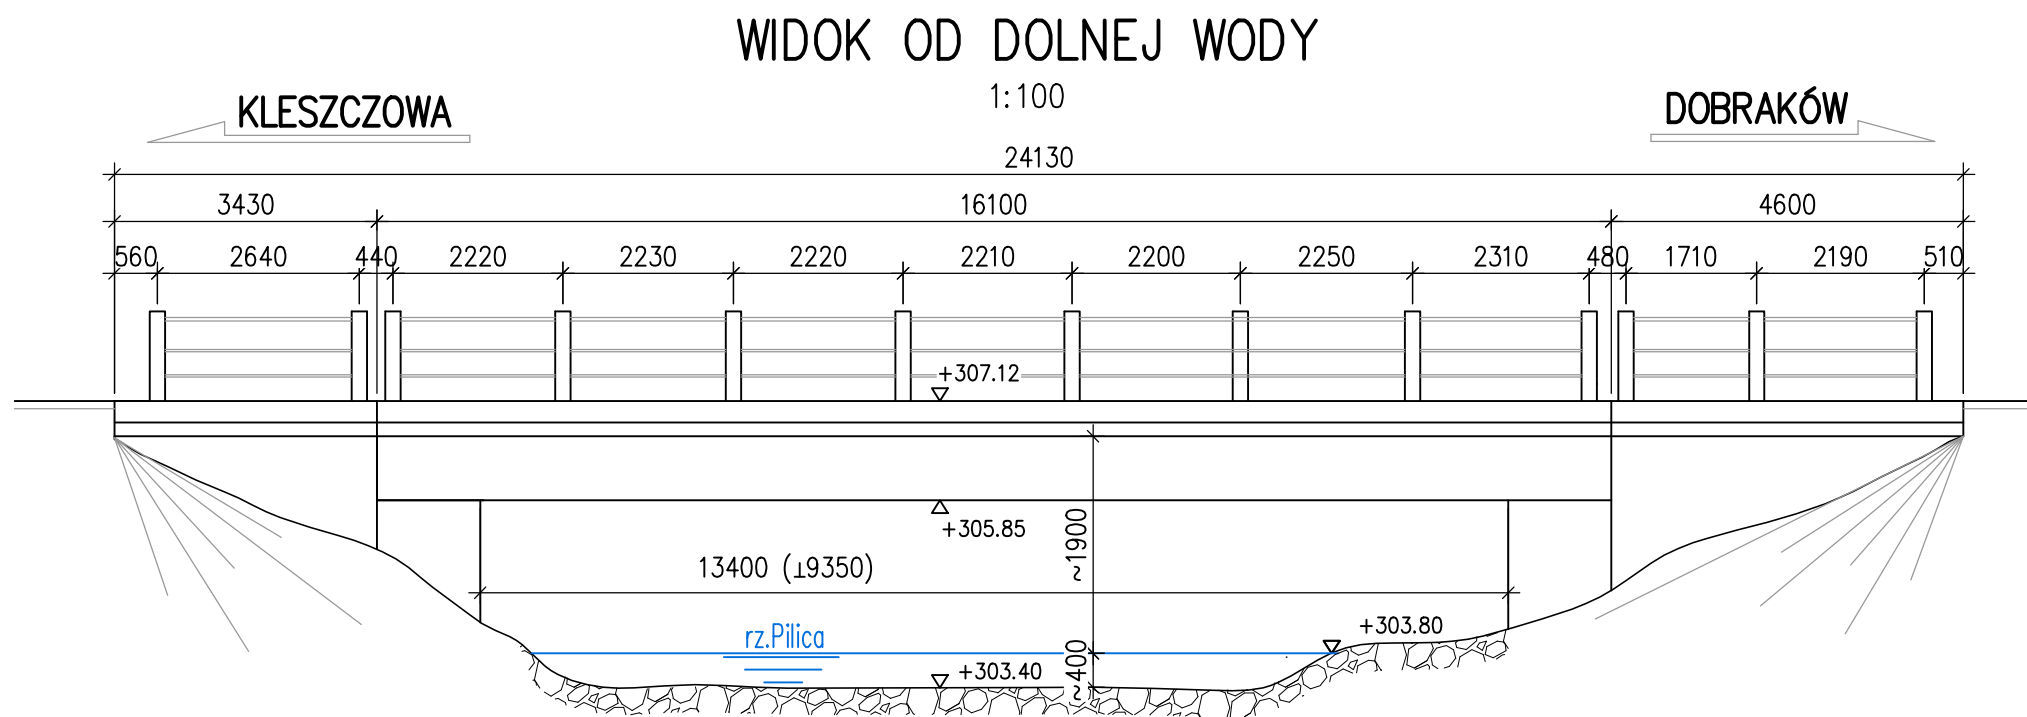 WIDOK OD DOLNEJ WODY
1:100
KLESZCZOWA
DOBRAKÓW
24130
3430 16100 4600
560 2640 440 2220 2230 2220 2210 2200 2250 2310 480 1710 2190 510
+307.12
+305.85
~1900
13400 (⊥9350)
rz.Pilica
+303.80
+303.40
~400